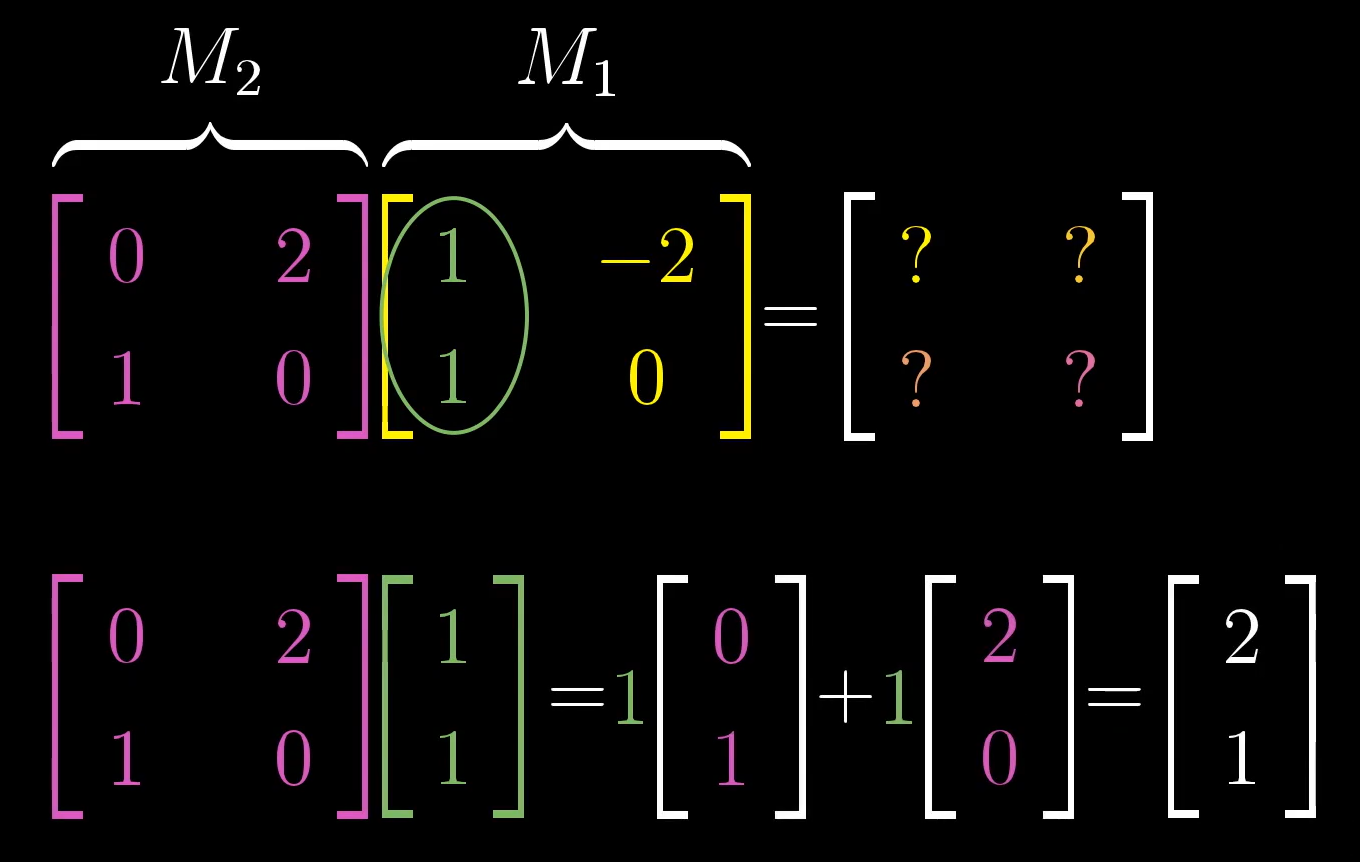 M₂ M₁
[0 2; 1 0] [1 −2; 1 0] = [? ?; ? ?]
[0 2; 1 0] [1; 1] = 1 [0; 1] + 1 [2; 0] = [2; 1]